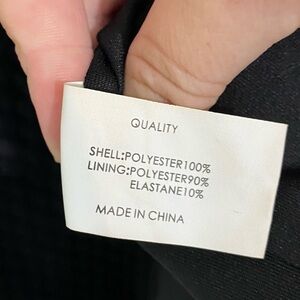 QUALITY
SHELL:POLYESTER100%
LINING:POLYESTER90%
ELASTANE10%
MADE IN CHINA